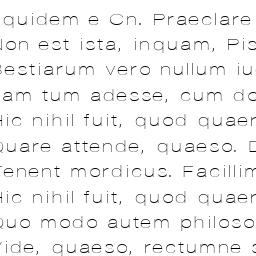 Equidem e Cn. Praeclare
Non est ista, inquam, Pis
Bestiarum vero nullum iu
Nam tum adesse, cum do
Hic nihil fuit, quod quaer
Quare attende, quaeso. D
Tenent mordicus. Facillim
Hic nihil fuit, quod quaer
Quo modo autem philoso
Vide, quaeso, rectumne s